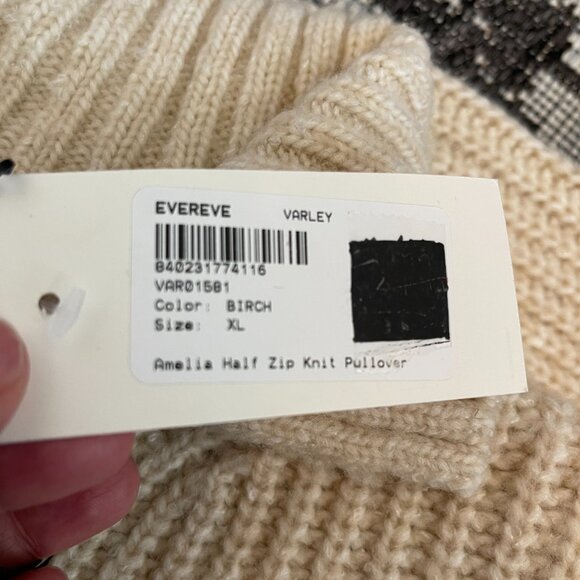 EVEREVE VARLEY
840231774116
VAR01581
Color: BIRCH
Size: XL
Amelia Half Zip Knit Pullover